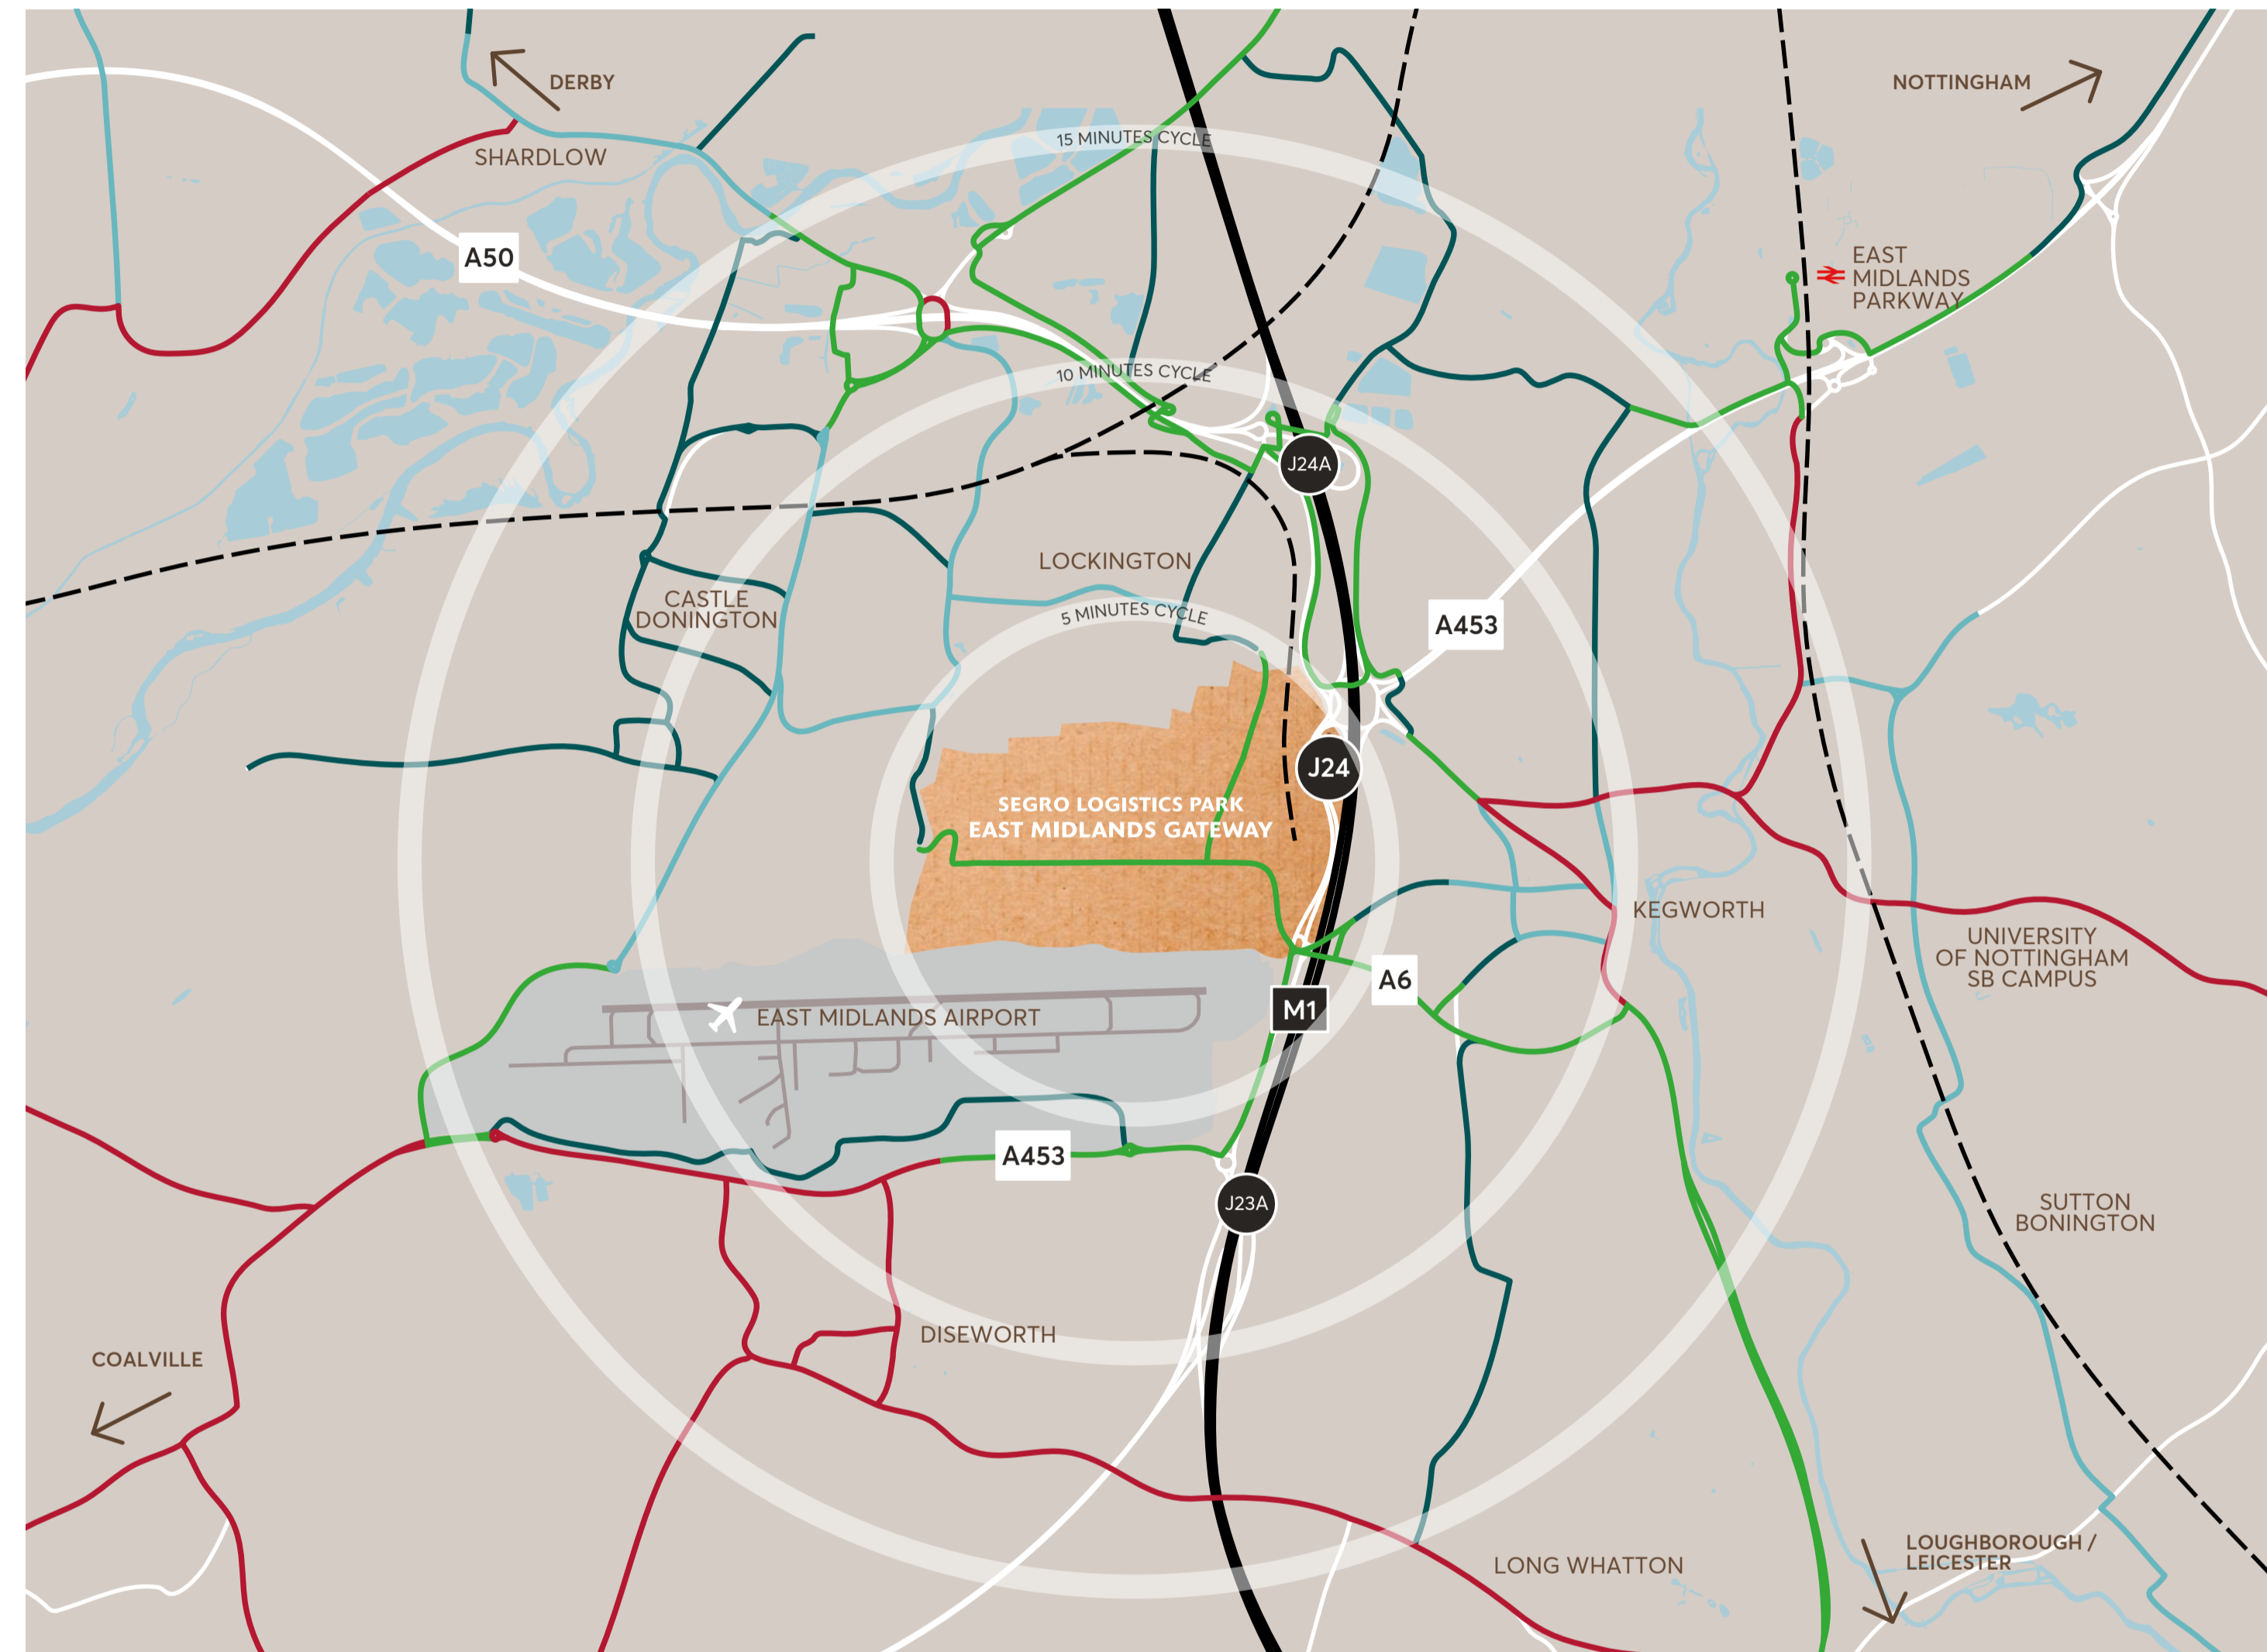 DERBY
NOTTINGHAM
15 MINUTES CYCLE
SHARDLOW
A50
EAST
MIDLANDS
PARKWAY
10 MINUTES CYCLE
J24A
LOCKINGTON
CASTLE
DONINGTON
5 MINUTES CYCLE
A453
J24
SEGRO LOGISTICS PARK
EAST MIDLANDS GATEWAY
KEGWORTH
UNIVERSITY
OF NOTTINGHAM
SB CAMPUS
A6
M1
EAST MIDLANDS AIRPORT
A453
J23A
SUTTON
BONINGTON
DISEWORTH
COALVILLE
LOUGHBOROUGH /
LEICESTER
LONG WHATTON